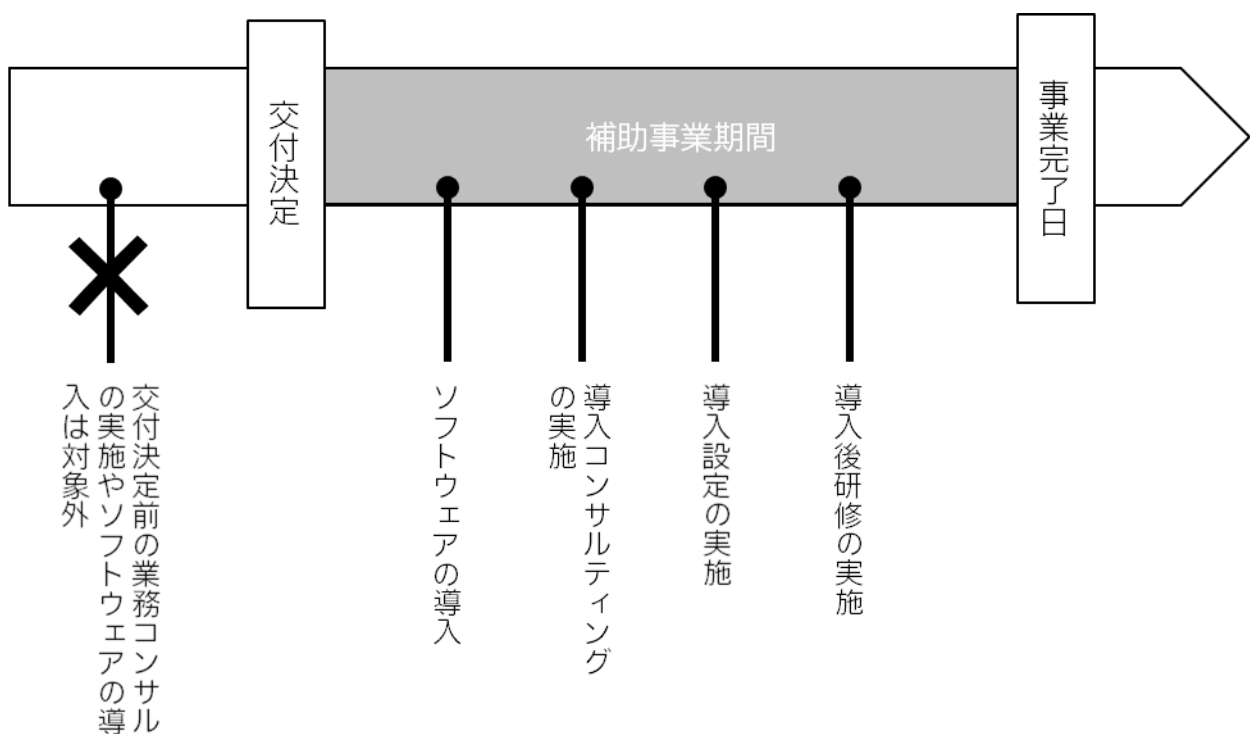 交付決定
補助事業期間
事業完了日
交付決定前の業務コンサル
の実施やソフトウェアの導
入は対象外
ソフトウェアの導入
導入コンサルティング
の実施
導入設定の実施
導入後研修の実施